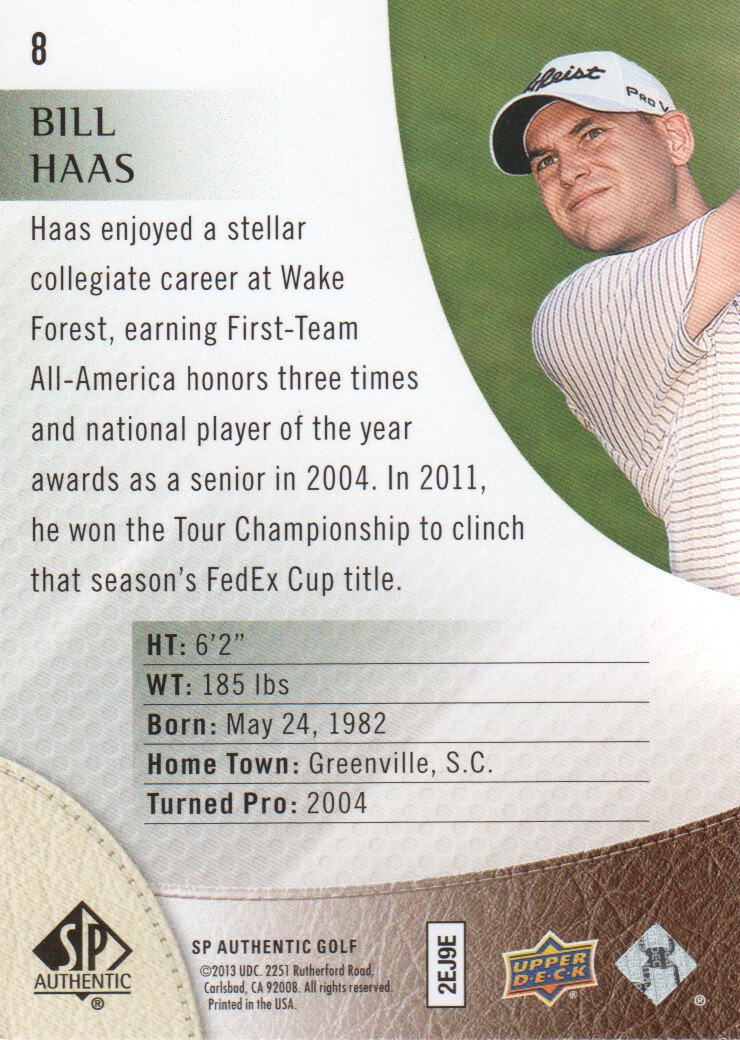 8
BILL
HAAS
Haas enjoyed a stellar
collegiate career at Wake
Forest, earning First-Team
All-America honors three times
and national player of the year
awards as a senior in 2004. In 2011,
he won the Tour Championship to clinch
that season's FedEx Cup title.
HT: 6'2"
WT: 185 lbs
Born: May 24, 1982
Home Town: Greenville, S.C.
Turned Pro: 2004
SP
AUTHENTIC
®
SP AUTHENTIC GOLF
©2013 UDC. 2251 Rutherford Road,
Carlsbad, CA 92008. All rights reserved.
Printed in the USA.
2EJ9E
UPPER
D·E·C·K
®
®
PRO V